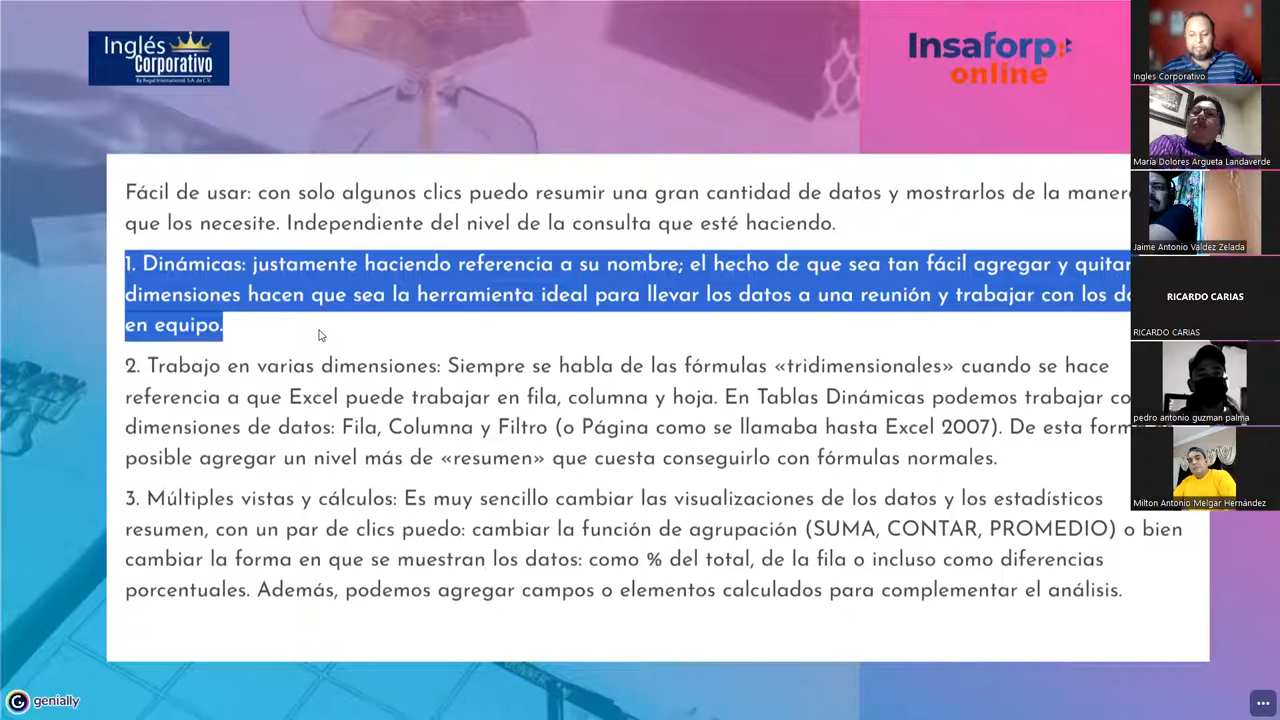 Inglés
Corporativo
By Regal International, S.A. de C.V.
Insaforp
online
Fácil de usar: con solo algunos clics puedo resumir una gran cantidad de datos y mostrarlos de la maner
que los necesite. Independiente del nivel de la consulta que esté haciendo.
1. Dinámicas: justamente haciendo referencia a su nombre; el hecho de que sea tan fácil agregar y quitar
dimensiones hacen que sea la herramienta ideal para llevar los datos a una reunión y trabajar con los
en equipo.
2. Trabajo en varias dimensiones: Siempre se habla de las fórmulas «tridimensionales» cuando se hace
referencia a que Excel puede trabajar en fila, columna y hoja. En Tablas Dinámicas podemos trabajar co
dimensiones de datos: Fila, Columna y Filtro (o Página como se llamaba hasta Excel 2007). De esta form
posible agregar un nivel más de «resumen» que cuesta conseguirlo con fórmulas normales.
3. Múltiples vistas y cálculos: Es muy sencillo cambiar las visualizaciones de los datos y los estadísticos
resumen, con un par de clics puedo: cambiar la función de agrupación (SUMA, CONTAR, PROMEDIO) o bien
cambiar la forma en que se muestran los datos: como % del total, de la fila o incluso como diferencias
porcentuales. Además, podemos agregar campos o elementos calculados para complementar el análisis.
genially
Ingles Corporativo
María Dolores Argueta Landaverde
Jaime Antonio Valdez Zelada
RICARDO CARIAS
RICARDO CARIAS
pedro antonio guzman palma
Milton Antonio Melgar Hernández